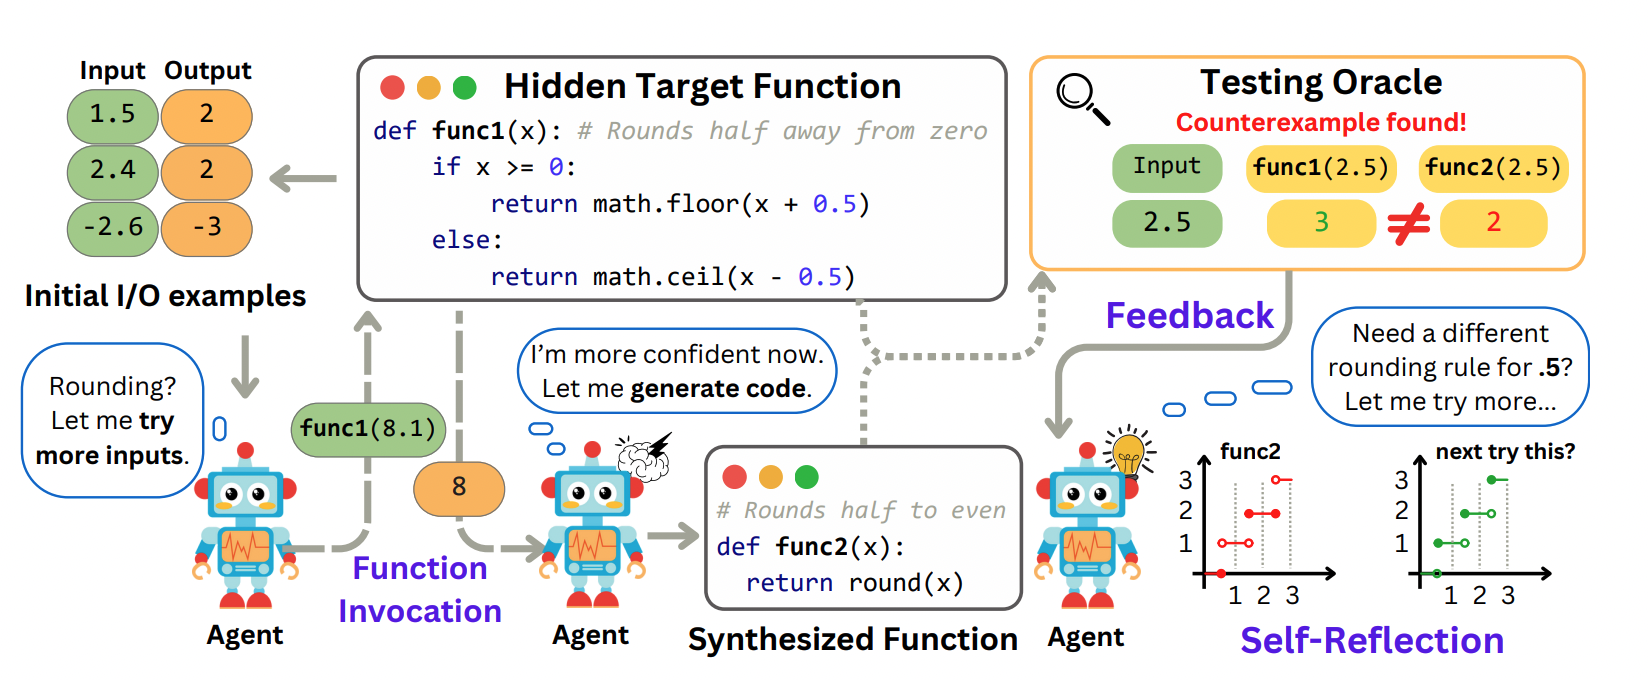 Input Output
1.5 2
2.4 2
-2.6 -3
Initial I/O examples
Hidden Target Function
def func1(x): # Rounds half away from zero
if x >= 0:
return math.floor(x + 0.5)
else:
return math.ceil(x - 0.5)
Testing Oracle
Counterexample found!
Input func1(2.5) func2(2.5)
2.5 3 ≠ 2
Feedback
Rounding?
Let me try
more inputs.
Agent
func1(8.1)
8
Function
Invocation
I'm more confident now.
Let me generate code.
Agent
# Rounds half to even
def func2(x):
return round(x)
Synthesized Function
Agent
Need a different
rounding rule for .5?
Let me try more...
func2
3
2
1
1 2 3
next try this?
3
2
1
1 2 3
Self-Reflection